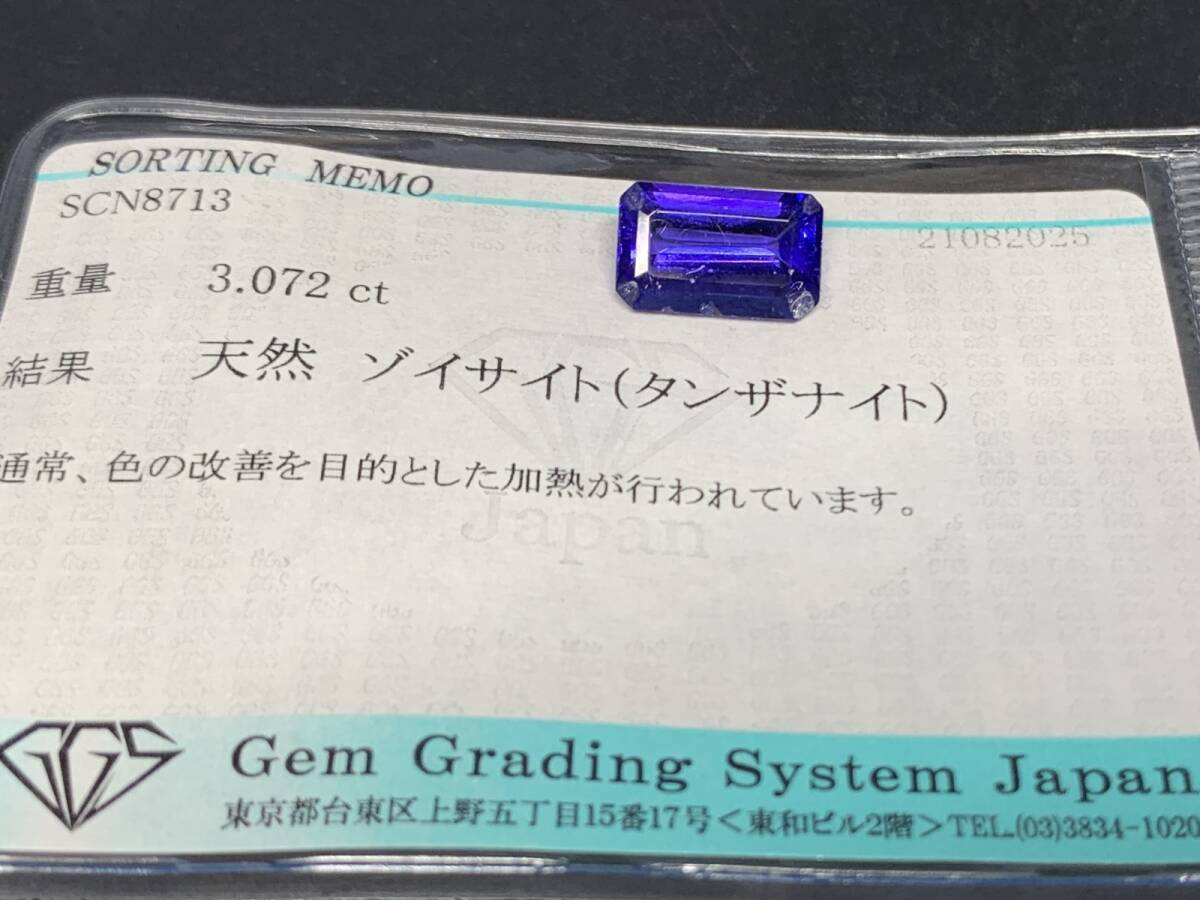 SORTING MEMO
SCN8713
21082025
重量 3.072 ct
結果 天然 ゾイサイト(タンザナイト)
通常、色の改善を目的とした加熱が行われています。
Japan
GGS
Gem Grading System Japan
東京都台東区上野五丁目15番17号<東和ビル2階>TEL.(03)3834-1020